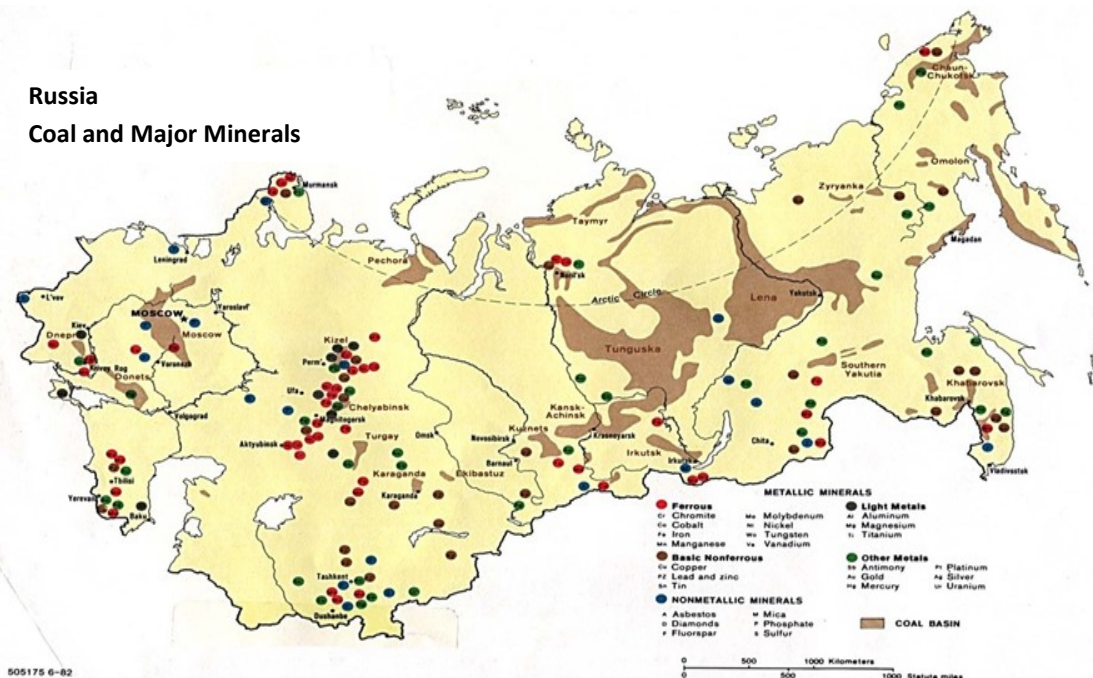 Russia
Coal and Major Minerals
Chaun-
Chukotsk
Omolon
Zyryanka
Magadan
Murmansk
Taymyr
Pechora
Noril'sk
Arctic Circle
Lena
Yakutsk
Leningrad
L'vov
Yaroslavl'
MOSCOW
Moscow
Kiev
Dnepr
Voronezh
Krivoy Rog
Donets
Volgograd
Kizel
Perm'
Ufa
Chelyabinsk
Magnitogorsk
Aktyubinsk
Turgay
Omsk
Karaganda
Karaganda
Ekibastuz
Novosibirsk
Barnaul
Kuznets
Kansk-
Achinsk
Krasnoyarsk
Tunguska
Irkutsk
Irkutsk
Chita
Southern
Yakutia
Khabarovsk
Khabarovsk
Vladivostok
Tbilisi
Yerevan
Baku
Tashkent
Dushanbe
METALLIC MINERALS
Ferrous
Cr Chromite
Co Cobalt
Fe Iron
Mn Manganese
Mo Molybdenum
Ni Nickel
Wo Tungsten
Va Vanadium
Light Metals
Al Aluminum
Mg Magnesium
Ti Titanium
Basic Nonferrous
Cu Copper
PZ Lead and zinc
Sn Tin
Other Metals
Sb Antimony
Au Gold
Hg Mercury
Pt Platinum
Ag Silver
Ur Uranium
NONMETALLIC MINERALS
A Asbestos
D Diamonds
F Fluorspar
M Mica
P Phosphate
S Sulfur
COAL BASIN
0 500 1000 Kilometers
0 500 1000 Statute miles
505175 6-82